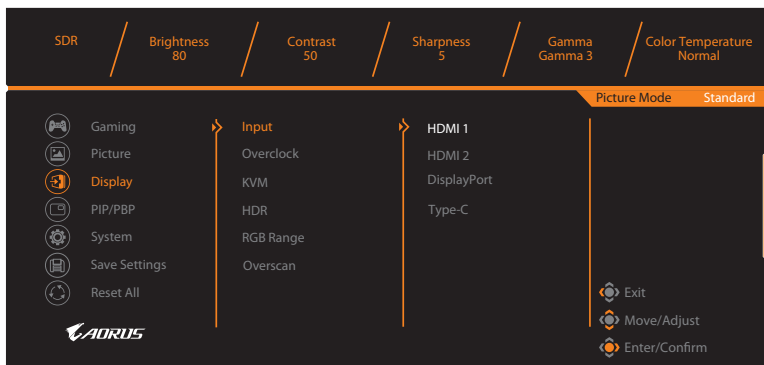 SDR
Brightness
80
Contrast
50
Sharpness
5
Gamma
Gamma 3
Color Temperature
Normal
Picture Mode Standard
Gaming
Picture
Display
PIP/PBP
System
Save Settings
Reset All
Input
Overclock
KVM
HDR
RGB Range
Overscan
HDMI 1
HDMI 2
DisplayPort
Type-C
Exit
Move/Adjust
Enter/Confirm
AORUS